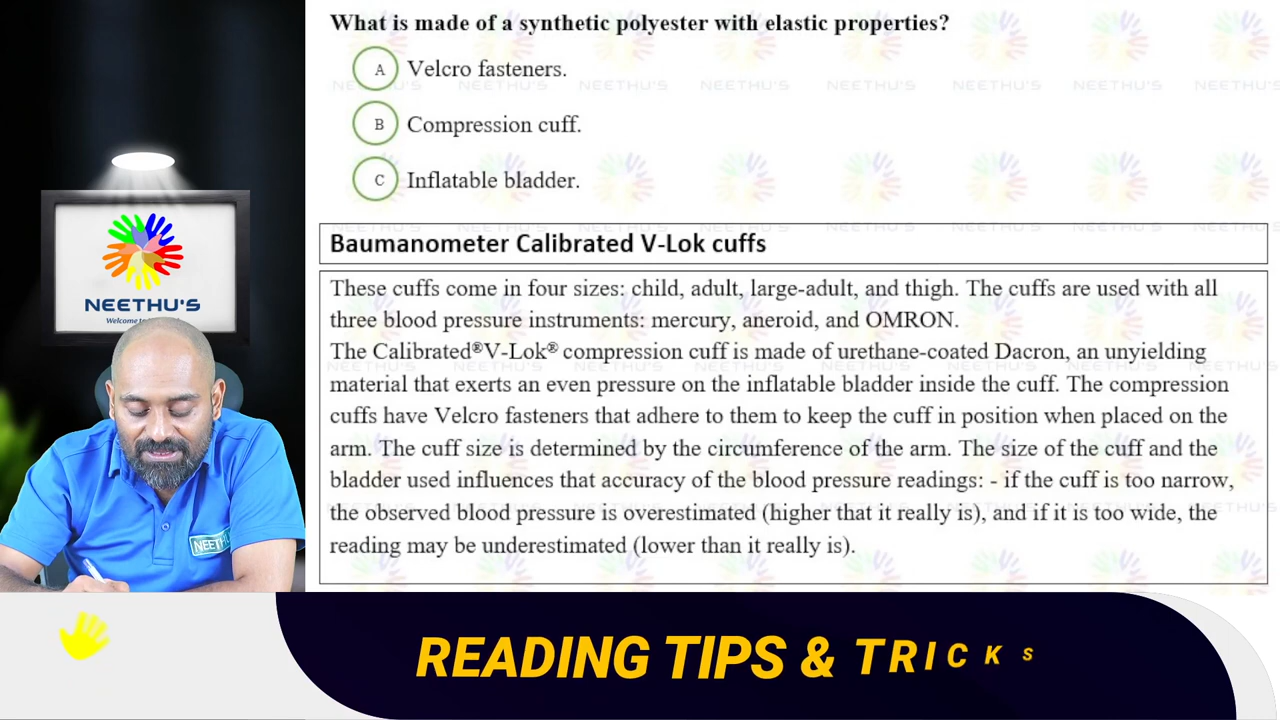 What is made of a synthetic polyester with elastic properties?
A Velcro fasteners.
B Compression cuff.
C Inflatable bladder.
Baumanometer Calibrated V-Lok cuffs
These cuffs come in four sizes: child, adult, large-adult, and thigh. The cuffs are used with all
three blood pressure instruments: mercury, aneroid, and OMRON.
The Calibrated®V-Lok® compression cuff is made of urethane-coated Dacron, an unyielding
material that exerts an even pressure on the inflatable bladder inside the cuff. The compression
cuffs have Velcro fasteners that adhere to them to keep the cuff in position when placed on the
arm. The cuff size is determined by the circumference of the arm. The size of the cuff and the
bladder used influences that accuracy of the blood pressure readings: - if the cuff is too narrow,
the observed blood pressure is overestimated (higher that it really is), and if it is too wide, the
reading may be underestimated (lower than it really is).
NEETHU'S
Welcome
READING TIPS & TRICKS